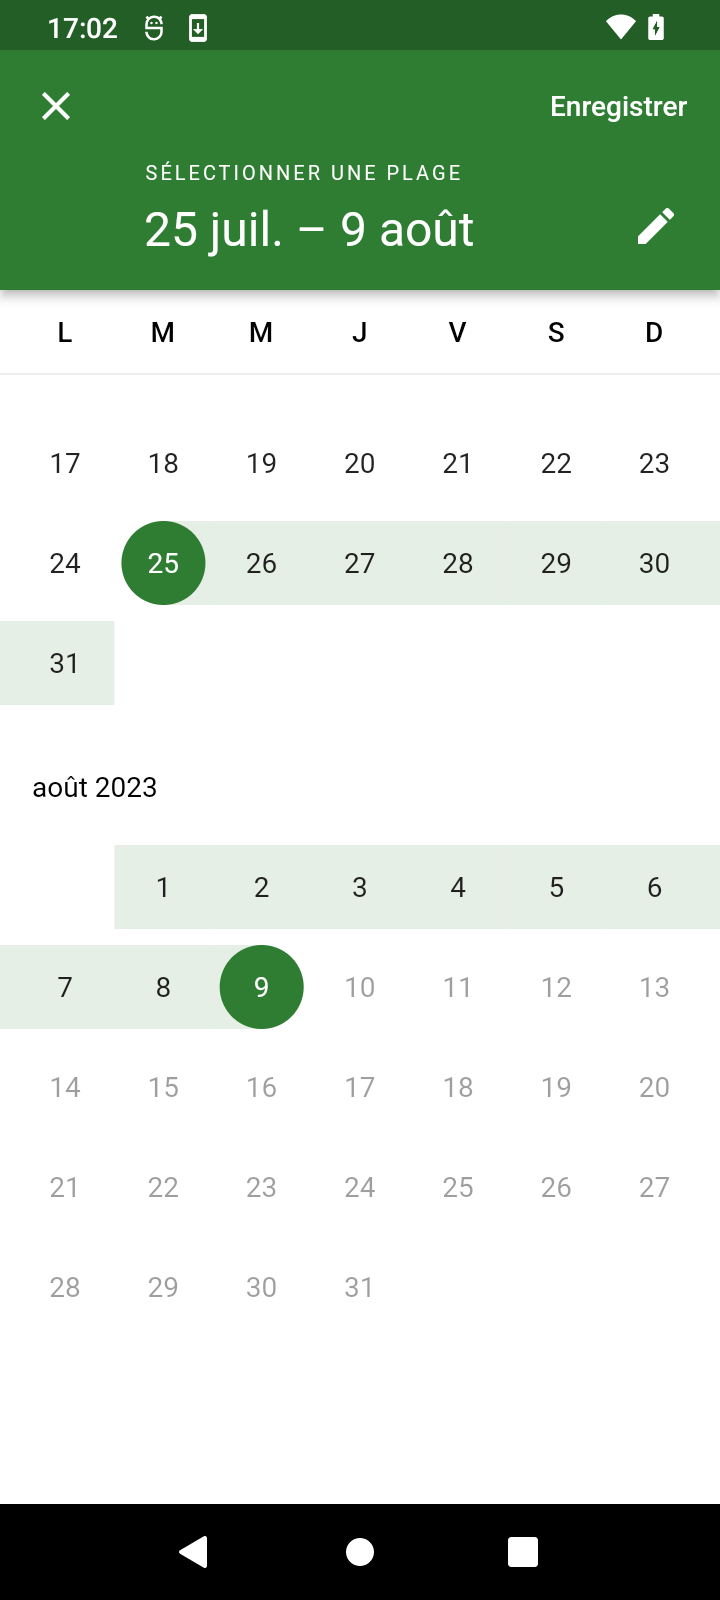 17:02
Enregistrer
SÉLECTIONNER UNE PLAGE
25 juil. – 9 août
L M M J V S D
17 18 19 20 21 22 23
24 25 26 27 28 29 30
31
août 2023
1 2 3 4 5 6
7 8 9 10 11 12 13
14 15 16 17 18 19 20
21 22 23 24 25 26 27
28 29 30 31